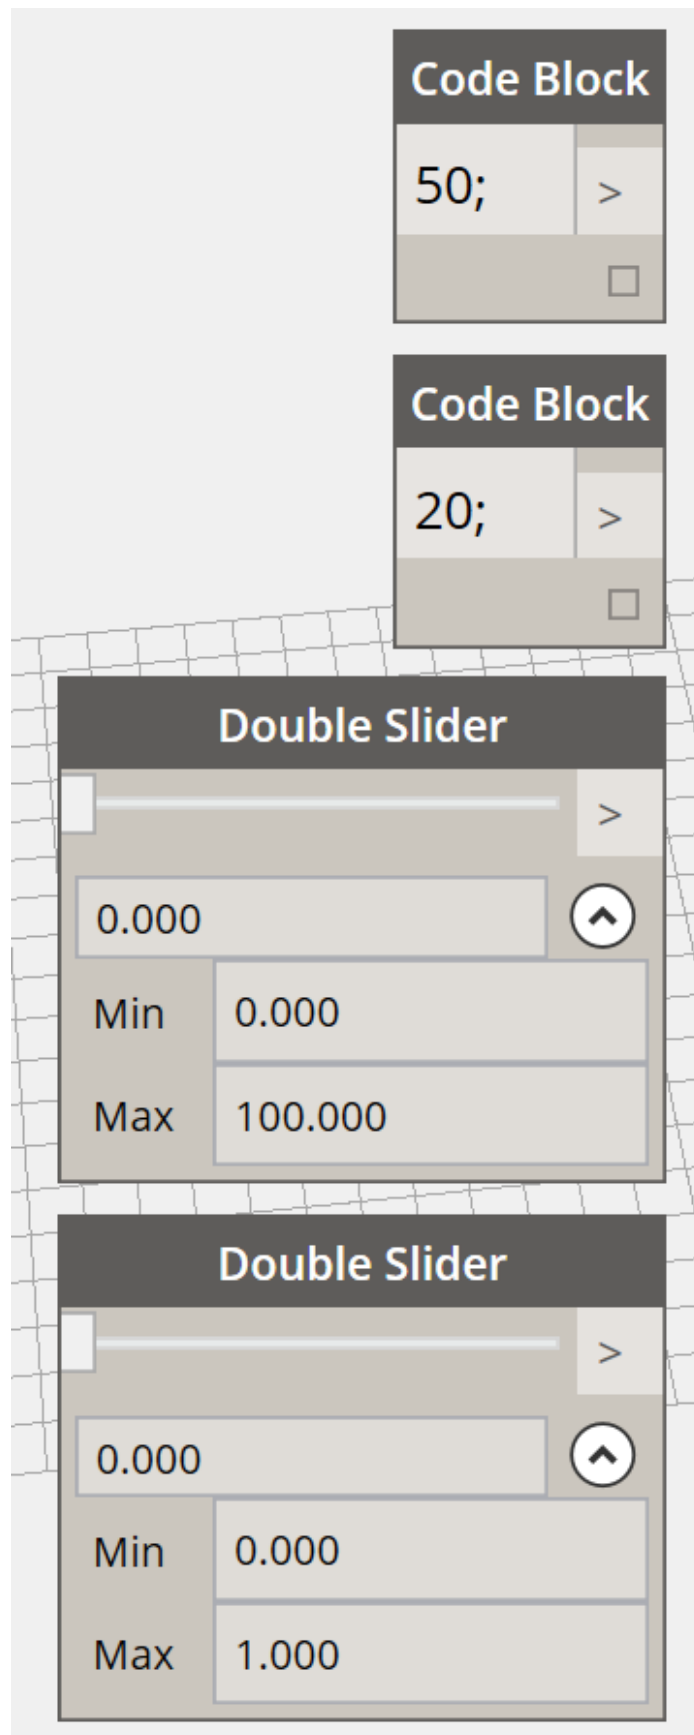 Code Block
50;
>
Code Block
20;
>
Double Slider
>
0.000
Min 0.000
Max 100.000
Double Slider
>
0.000
Min 0.000
Max 1.000